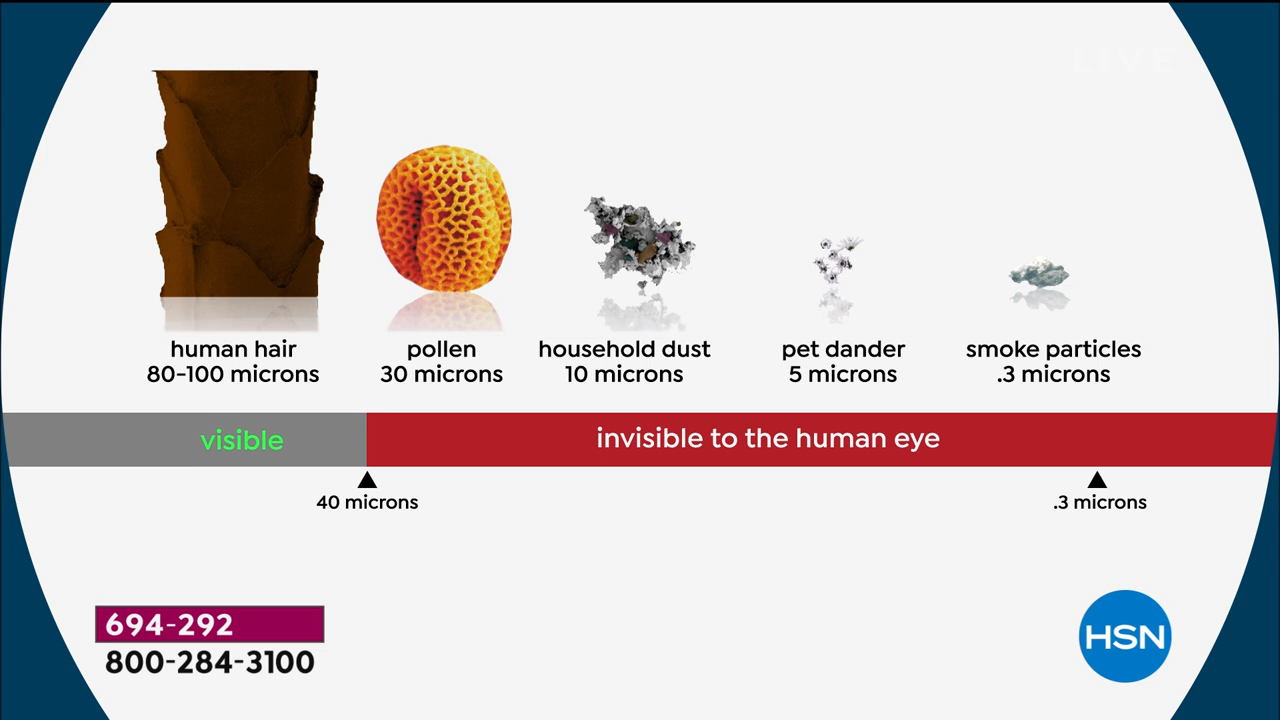 LIVE
human hair
80-100 microns
pollen
30 microns
household dust
10 microns
pet dander
5 microns
smoke particles
.3 microns
visible
invisible to the human eye
40 microns
.3 microns
694-292
800-284-3100
HSN